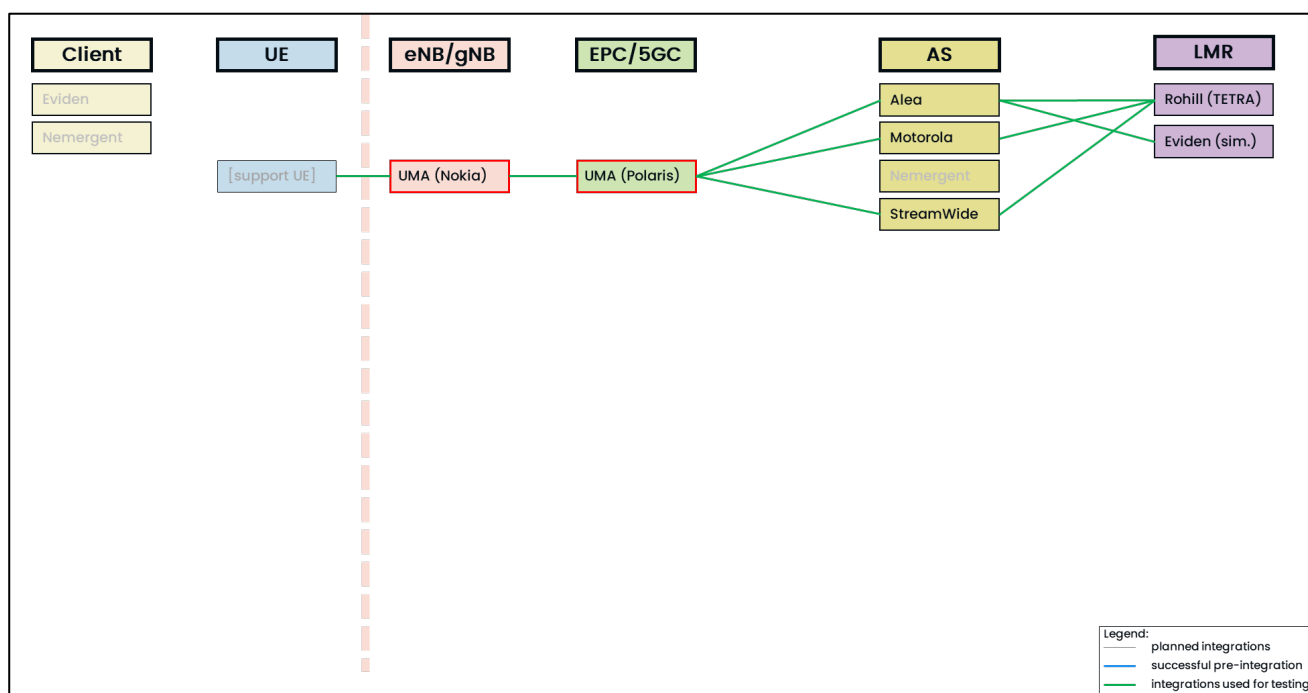 Client
UE
eNB/gNB
EPC/5GC
AS
LMR
Eviden
Nemergent
[support UE]
UMA (Nokia)
UMA (Polaris)
Alea
Motorola
Nemergent
StreamWide
Rohill (TETRA)
Eviden (sim.)
Legend:
planned integrations
successful pre-integration
integrations used for testing